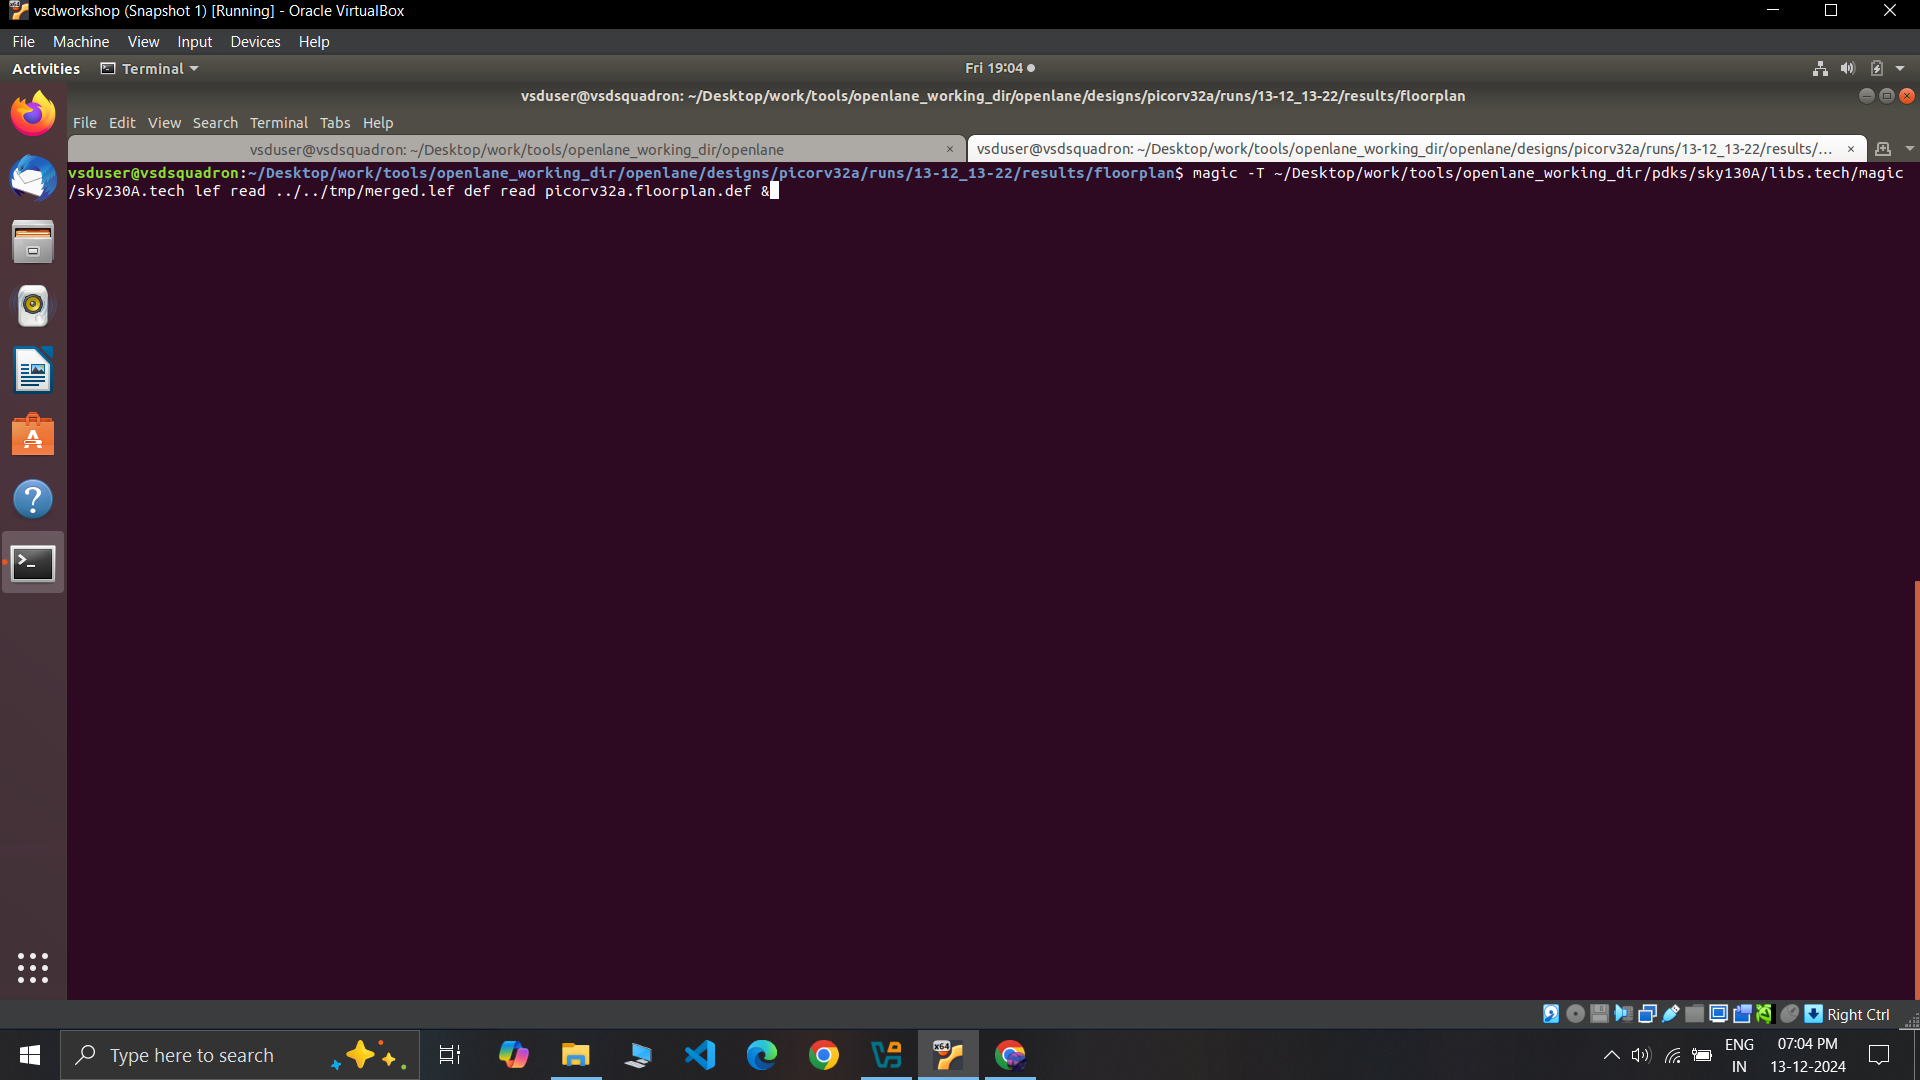 vsdworkshop (Snapshot 1) [Running] - Oracle VirtualBox
File Machine View Input Devices Help
Activities Terminal Fri 19:04
vsduser@vsdsquadron: ~/Desktop/work/tools/openlane_working_dir/openlane/designs/picorv32a/runs/13-12_13-22/results/floorplan
File Edit View Search Terminal Tabs Help
vsduser@vsdsquadron: ~/Desktop/work/tools/openlane_working_dir/openlane × vsduser@vsdsquadron: ~/Desktop/work/tools/openlane_working_dir/openlane/designs/picorv32a/runs/13-12_13-22/results/... ×
vsduser@vsdsquadron:~/Desktop/work/tools/openlane_working_dir/openlane/designs/picorv32a/runs/13-12_13-22/results/floorplan$ magic -T ~/Desktop/work/tools/openlane_working_dir/pdks/sky130A/libs.tech/magic
/sky230A.tech lef read ../../tmp/merged.lef def read picorv32a.floorplan.def &
Right Ctrl
Type here to search
ENG
IN
07:04 PM
13-12-2024